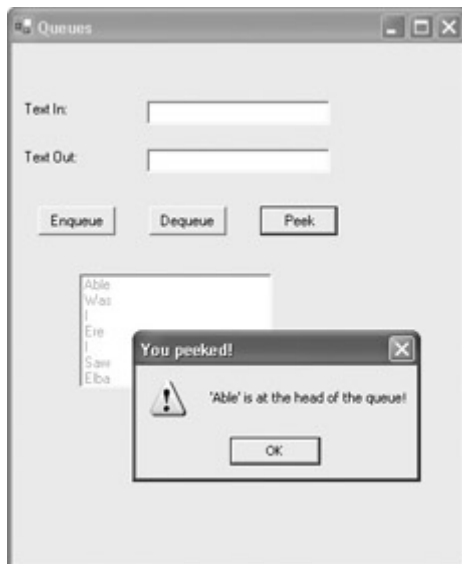 Queues
Text In:
Text Out:
Enqueue Dequeue Peek
Able
Was
I
Ere
I
Saw
Elba
You peeked!
'Able' is at the head of the queue!
OK